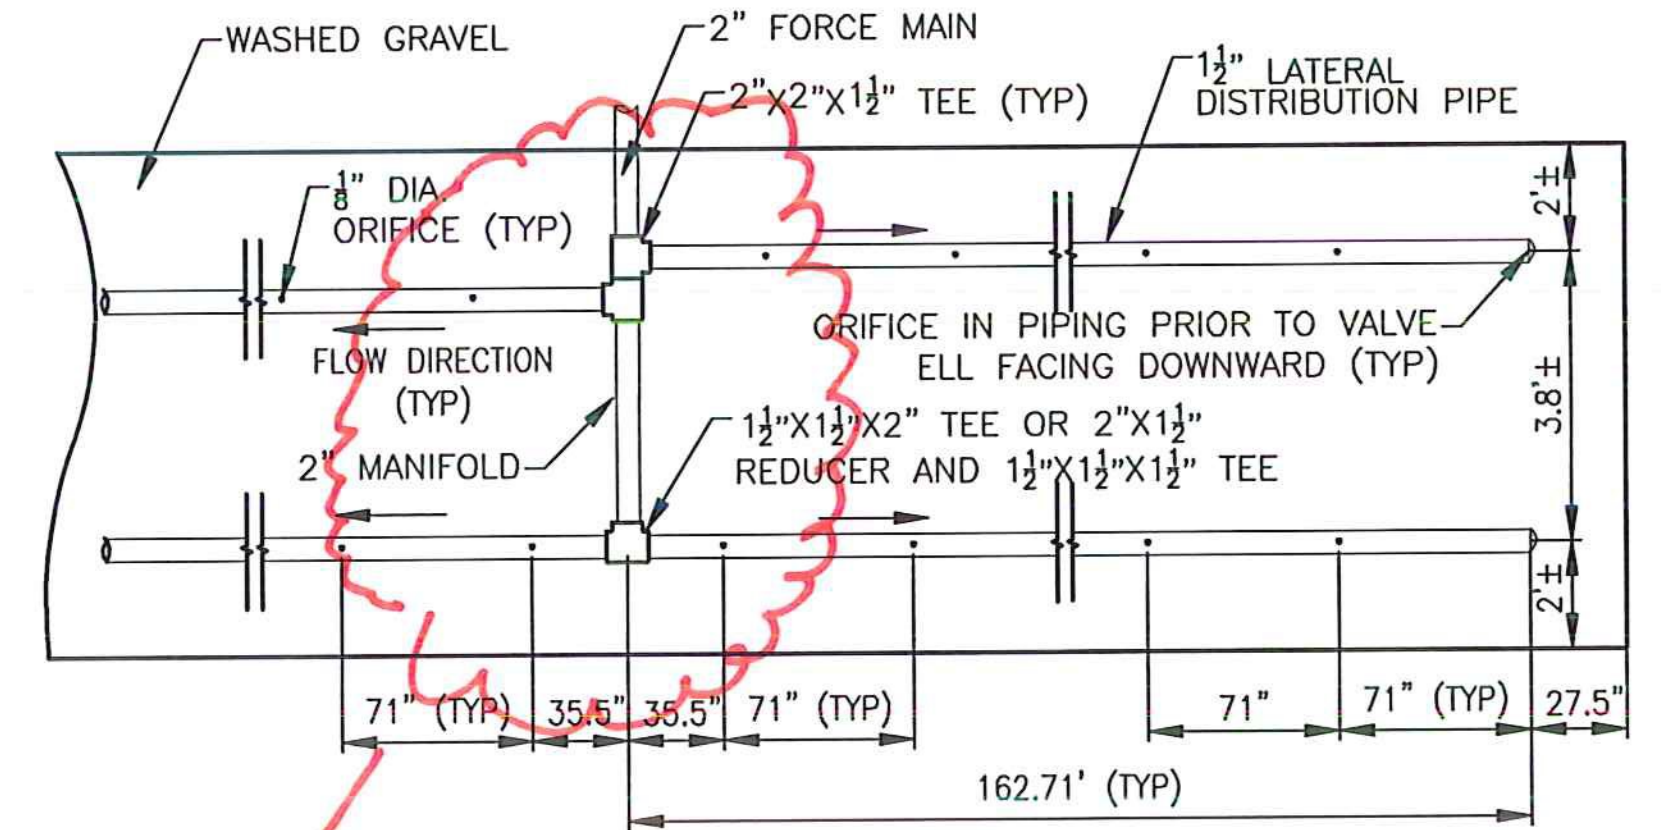 WASHED GRAVEL
2" FORCE MAIN
2"X2"X1½" TEE (TYP)
1½" LATERAL
DISTRIBUTION PIPE
⅛" DIA.
ORIFICE (TYP)
2'±
FLOW DIRECTION
(TYP)
ORIFICE IN PIPING PRIOR TO VALVE
ELL FACING DOWNWARD (TYP)
3.8'±
2" MANIFOLD
1½"X1½"X2" TEE OR 2"X1½"
REDUCER AND 1½"X1½"X1½" TEE
2'±
71" (TYP)
35.5"
35.5"
71" (TYP)
71"
71" (TYP)
27.5"
162.71' (TYP)